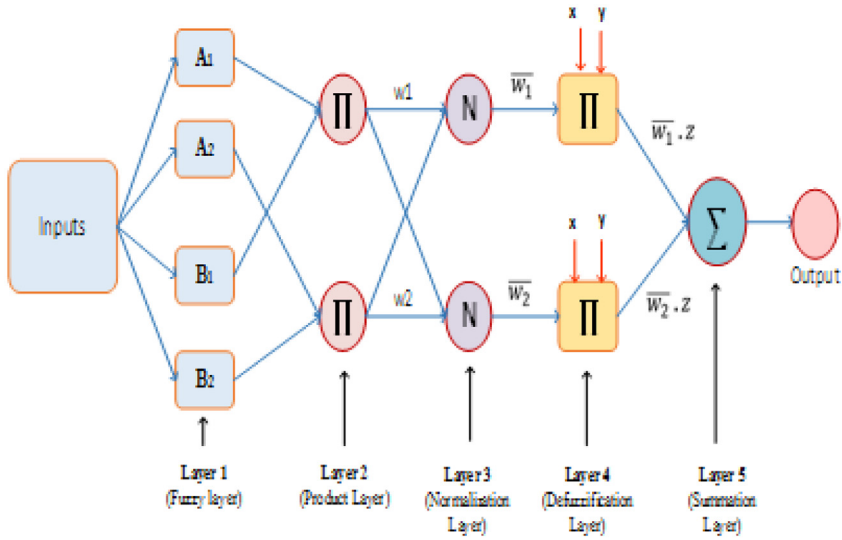 x y
A1
w1
w̅1̅
Inputs
∏
N
∏
A2
w̅1̅ . z
∑
Output
x y
B1
w2
w̅2̅
∏
N
∏
w̅2̅ . z
B2
Layer 1
(Fuzzy layer)
Layer 2
(Product Layer)
Layer 3
(Normalization
Layer)
Layer 4
(Defuzzification
Layer)
Layer 5
(Summation
Layer)